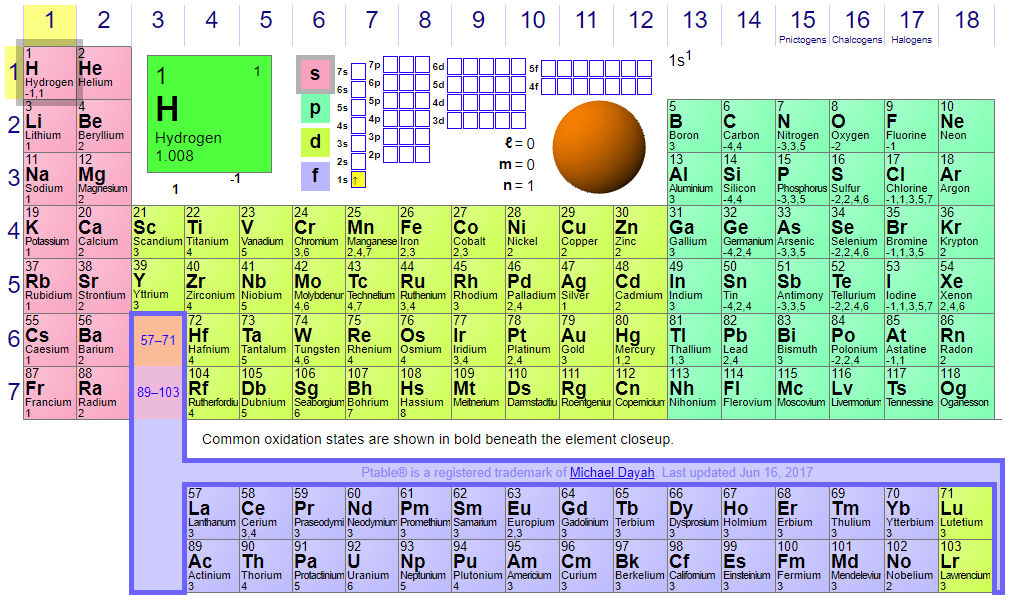 1 2 3 4 5 6 7 8 9 10 11 12 13 14 15 16 17 18
Pnictogens Chalcogens Halogens
1
1 H Hydrogen -1,1
2 He Helium
1 1
H
Hydrogen
1.008
1 -1
s
p
d
f
7s 6s 5s 4s 3s 2s 1s ↑
7p 6p 5p 4p 3p 2p
6d 5d 4d 3d
5f 4f
1s1
ℓ = 0
m = 0
n = 1
2
3 Li Lithium 1
4 Be Beryllium 2
5 B Boron 3
6 C Carbon -4,4
7 N Nitrogen -3,3,5
8 O Oxygen -2
9 F Fluorine -1
10 Ne Neon
3
11 Na Sodium 1
12 Mg Magnesium 2
13 Al Aluminium 3
14 Si Silicon -4,4
15 P Phosphorus -3,3,5
16 S Sulfur -2,2,4,6
17 Cl Chlorine -1,1,3,5,7
18 Ar Argon
4
19 K Potassium 1
20 Ca Calcium 2
21 Sc Scandium 3
22 Ti Titanium 4
23 V Vanadium 5
24 Cr Chromium 3,6
25 Mn Manganese 2,4,7
26 Fe Iron 2,3
27 Co Cobalt 2,3
28 Ni Nickel 2
29 Cu Copper 2
30 Zn Zinc 2
31 Ga Gallium 3
32 Ge Germanium -4,2,4
33 As Arsenic -3,3,5
34 Se Selenium -2,2,4,6
35 Br Bromine -1,1,3,5
36 Kr Krypton 2
5
37 Rb Rubidium 1
38 Sr Strontium 2
39 Y Yttrium 3
40 Zr Zirconium 4
41 Nb Niobium 5
42 Mo Molybdenu 4,6
43 Tc Technetium 4,7
44 Ru Ruthenium 3,4
45 Rh Rhodium 3
46 Pd Palladium 2,4
47 Ag Silver 1
48 Cd Cadmium 2
49 In Indium 3
50 Sn Tin -4,2,4
51 Sb Antimony -3,3,5
52 Te Tellurium -2,2,4,6
53 I Iodine -1,1,3,5,7
54 Xe Xenon 2,4,6
6
55 Cs Caesium 1
56 Ba Barium 2
57–71
72 Hf Hafnium 4
73 Ta Tantalum 5
74 W Tungsten 4,6
75 Re Rhenium 4
76 Os Osmium 4
77 Ir Iridium 3,4
78 Pt Platinum 2,4
79 Au Gold 3
80 Hg Mercury 1,2
81 Tl Thallium 1,3
82 Pb Lead 2,4
83 Bi Bismuth 3
84 Po Polonium -2,2,4
85 At Astatine -1,1
86 Rn Radon 2
7
87 Fr Francium 1
88 Ra Radium 2
89–103
104 Rf Rutherfordiu 4
105 Db Dubnium 5
106 Sg Seaborgium 6
107 Bh Bohrium 7
108 Hs Hassium 8
109 Mt Meitnerium
110 Ds Darmstadtiu
111 Rg Roentgeniur
112 Cn Copernicium
113 Nh Nihonium
114 Fl Flerovium
115 Mc Moscovium
116 Lv Livermorium
117 Ts Tennessine
118 Og Oganesson
Common oxidation states are shown in bold beneath the element closeup.
Ptable® is a registered trademark of Michael Dayah. Last updated Jun 16, 2017
57 La Lanthanum 3
58 Ce Cerium 3,4
59 Pr Praseodymi 3
60 Nd Neodymium 3
61 Pm Promethium 3
62 Sm Samarium 3
63 Eu Europium 2,3
64 Gd Gadolinium 3
65 Tb Terbium 3
66 Dy Dysprosium 3
67 Ho Holmium 3
68 Er Erbium 3
69 Tm Thulium 3
70 Yb Ytterbium 3
71 Lu Lutetium 3
89 Ac Actinium 3
90 Th Thorium 4
91 Pa Protactinium 5
92 U Uranium 6
93 Np Neptunium 5
94 Pu Plutonium 4
95 Am Americium 3
96 Cm Curium 3
97 Bk Berkelium 3
98 Cf Californium 3
99 Es Einsteinium 3
100 Fm Fermium 3
101 Md Mendeleviu 3
102 No Nobelium 2
103 Lr Lawrencium 3